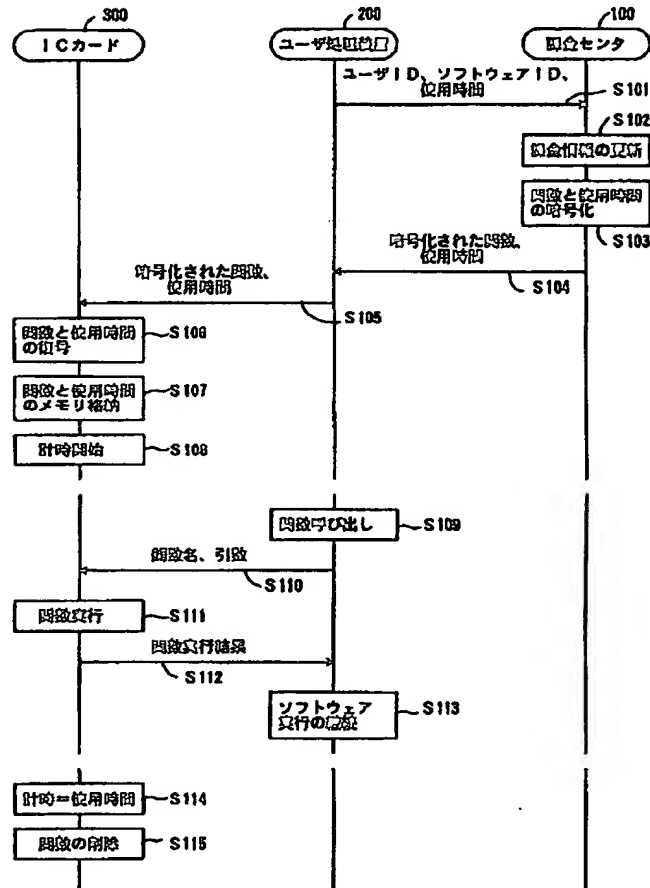 300
200
100
ICカード
ユーザ処理装置
課金センタ
ユーザID、ソフトウェアID、
使用時間
S101
S102
課金情報の更新
関数と使用時間
の暗号化
S103
暗号化された関数、
使用時間
S104
暗号化された関数、
使用時間
S105
関数と使用時間
の復号
S106
関数と使用時間
のメモリ格納
S107
計時開始
S108
関数呼び出し
S109
関数名、引数
S110
関数実行
S111
関数実行結果
S112
ソフトウェア
実行の継続
S113
計時=使用時間
S114
関数の削除
S115